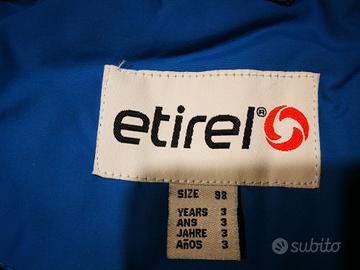 etirel®
SIZE 98
YEARS 3
ANS 3
JAHRE 3
AÑOS 3
subito